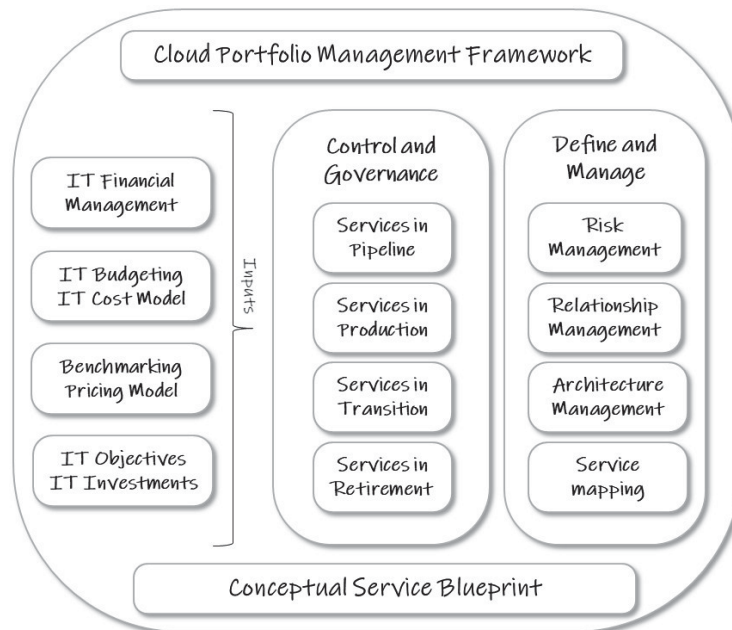 Cloud Portfolio Management Framework
IT Financial
Management
IT Budgeting
IT Cost Model
Benchmarking
Pricing Model
IT Objectives
IT Investments
Inputs
Control and
Governance
Services in
Pipeline
Services in
Production
Services in
Transition
Services in
Retirement
Define and
Manage
Risk
Management
Relationship
Management
Architecture
Management
Service
mapping
Conceptual Service Blueprint